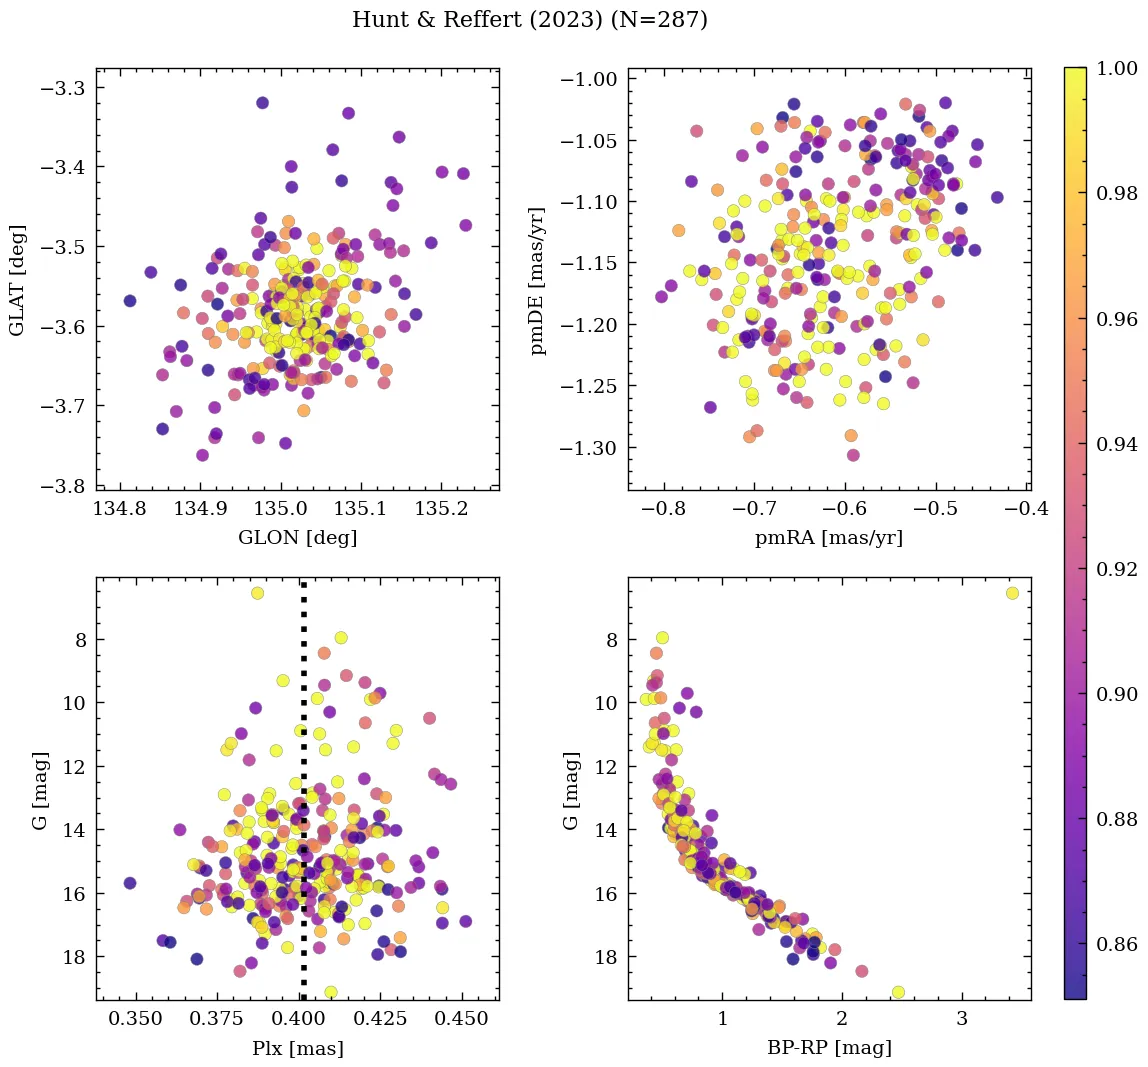 Hunt & Reffert (2023) (N=287)
−3.3
−3.4
−3.5
−3.6
−3.7
−3.8
GLAT [deg]
134.8 134.9 135.0 135.1 135.2
GLON [deg]
−1.00
−1.05
−1.10
−1.15
−1.20
−1.25
−1.30
pmDE [mas/yr]
−0.8 −0.7 −0.6 −0.5 −0.4
pmRA [mas/yr]
8
10
12
14
16
18
G [mag]
0.350 0.375 0.400 0.425 0.450
Plx [mas]
8
10
12
14
16
18
G [mag]
1 2 3
BP-RP [mag]
1.00
0.98
0.96
0.94
0.92
0.90
0.88
0.86